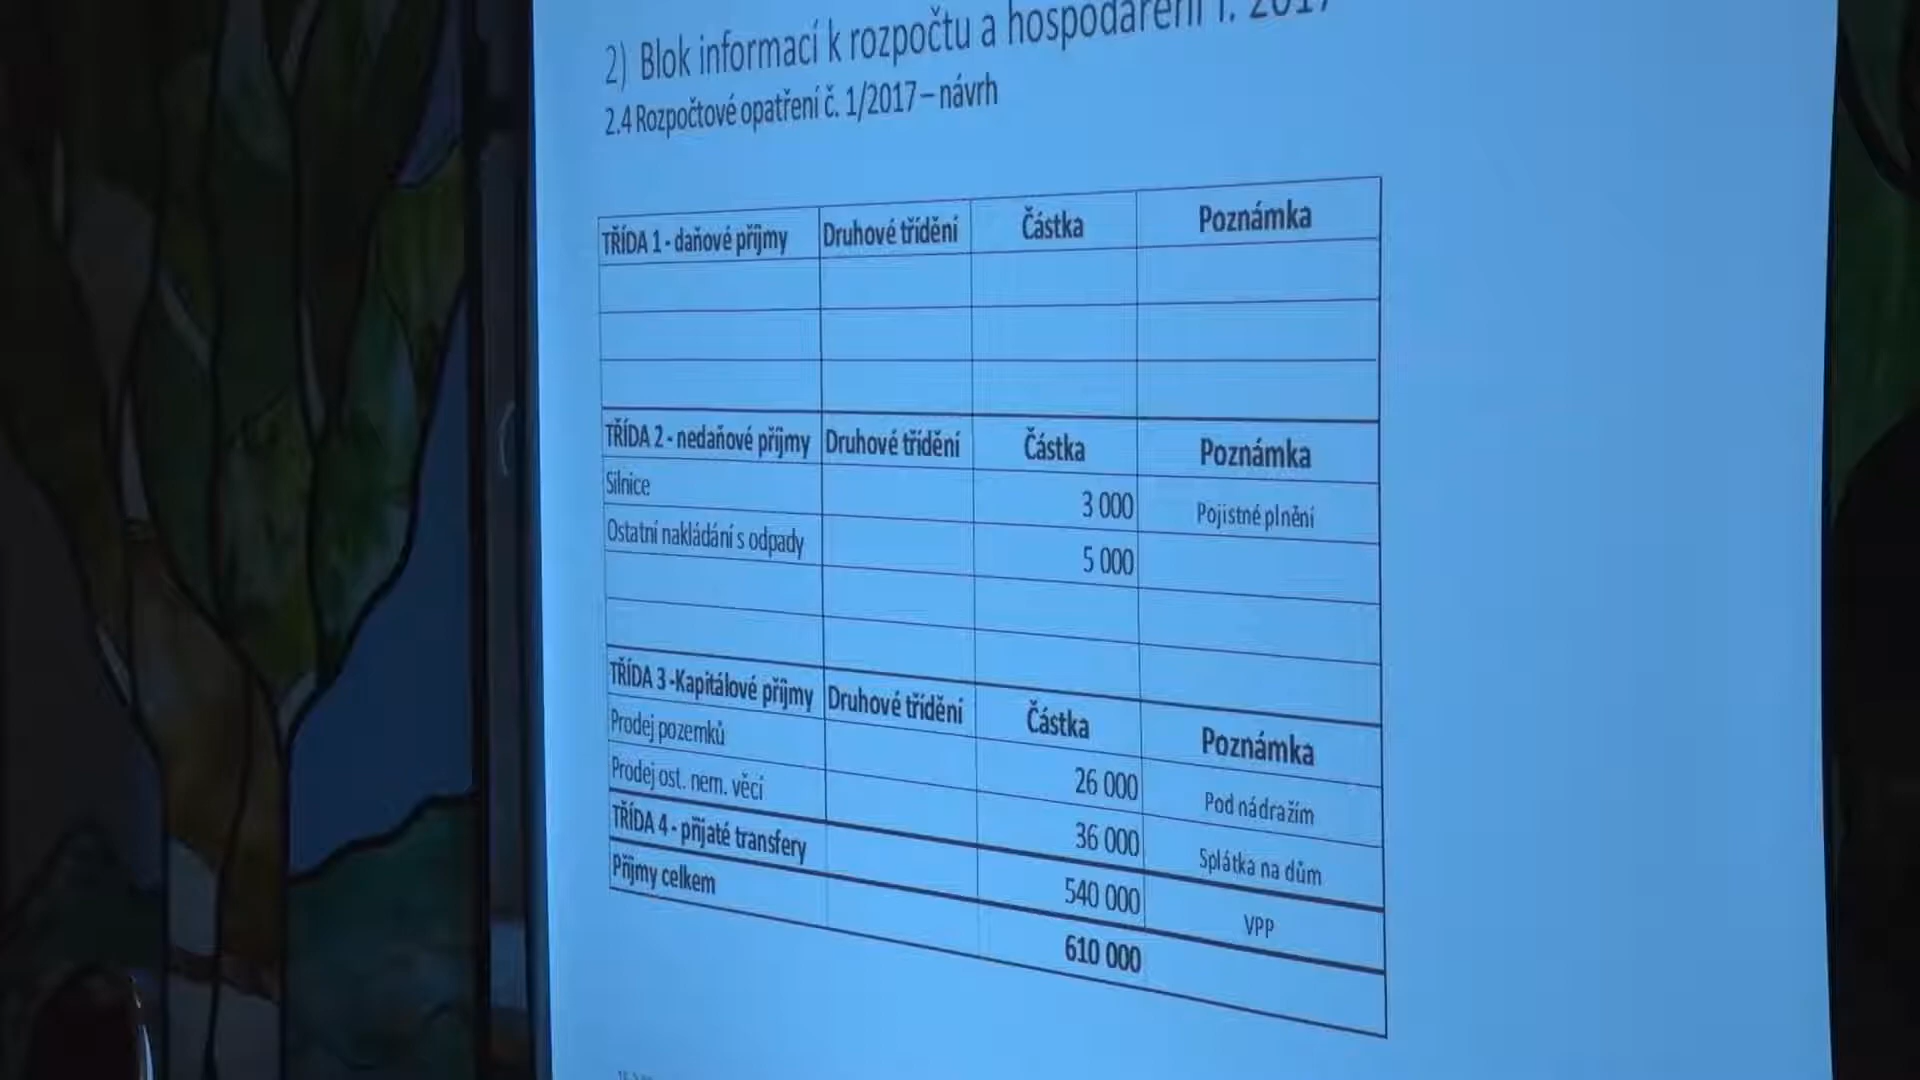 2) Blok informací k rozpočtu a hospodaření r. 2017
2.4 Rozpočtové opatření č. 1/2017 – návrh
TŘÍDA 1 - daňové příjmy Druhové třídění Částka Poznámka
TŘÍDA 2 - nedaňové příjmy Druhové třídění Částka Poznámka
Silnice 3 000 Pojistné plnění
Ostatní nakládání s odpady 5 000
TŘÍDA 3 -Kapitálové příjmy Druhové třídění Částka Poznámka
Prodej pozemků 26 000 Pod nádražím
Prodej ost. nem. věcí 36 000 Splátka na dům
TŘÍDA 4 - přijaté transfery 540 000 VPP
Příjmy celkem 610 000